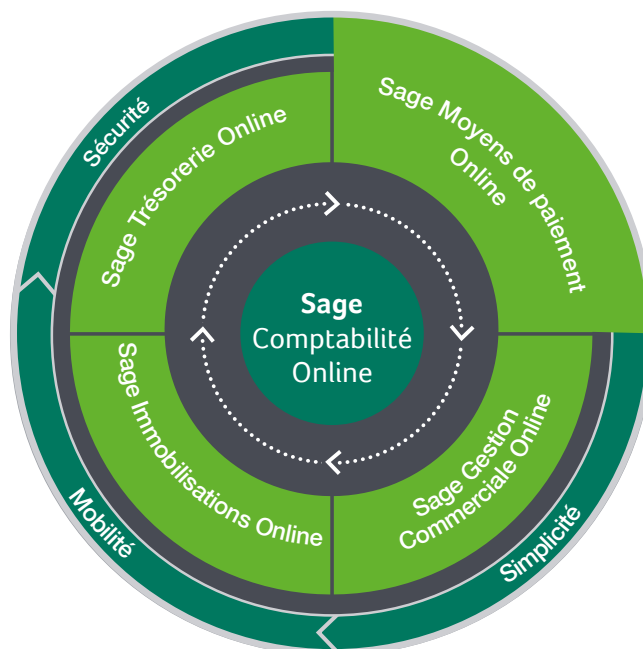 Sécurité
Sage Trésorerie Online
Sage Moyens de paiement
Online
Sage
Comptabilité
Online
Sage Immobilisations Online
Sage Gestion
Commerciale Online
Mobilité
Simplicité